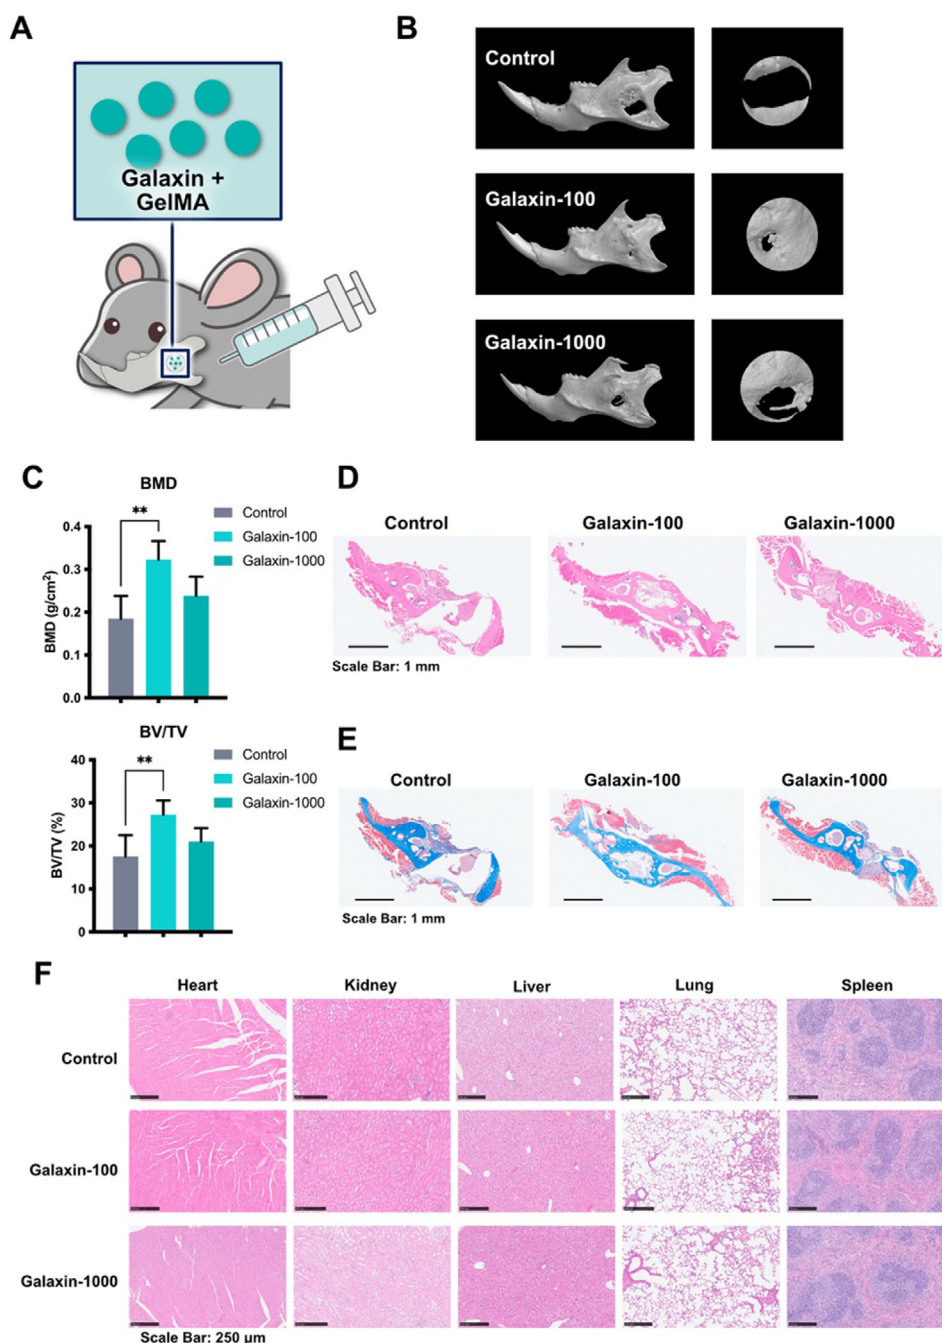 A
Galaxin +
GelMA
B
Control
Galaxin-100
Galaxin-1000
C
BMD
**
Control
Galaxin-100
Galaxin-1000
0.4
0.3
0.2
0.1
0.0
BMD (g/cm²)
BV/TV
**
Control
Galaxin-100
Galaxin-1000
40
30
20
10
0
BV/TV (%)
D
Control
Galaxin-100
Galaxin-1000
Scale Bar: 1 mm
E
Control
Galaxin-100
Galaxin-1000
Scale Bar: 1 mm
F
Heart Kidney Liver Lung Spleen
Control
Galaxin-100
Galaxin-1000
Scale Bar: 250 μm